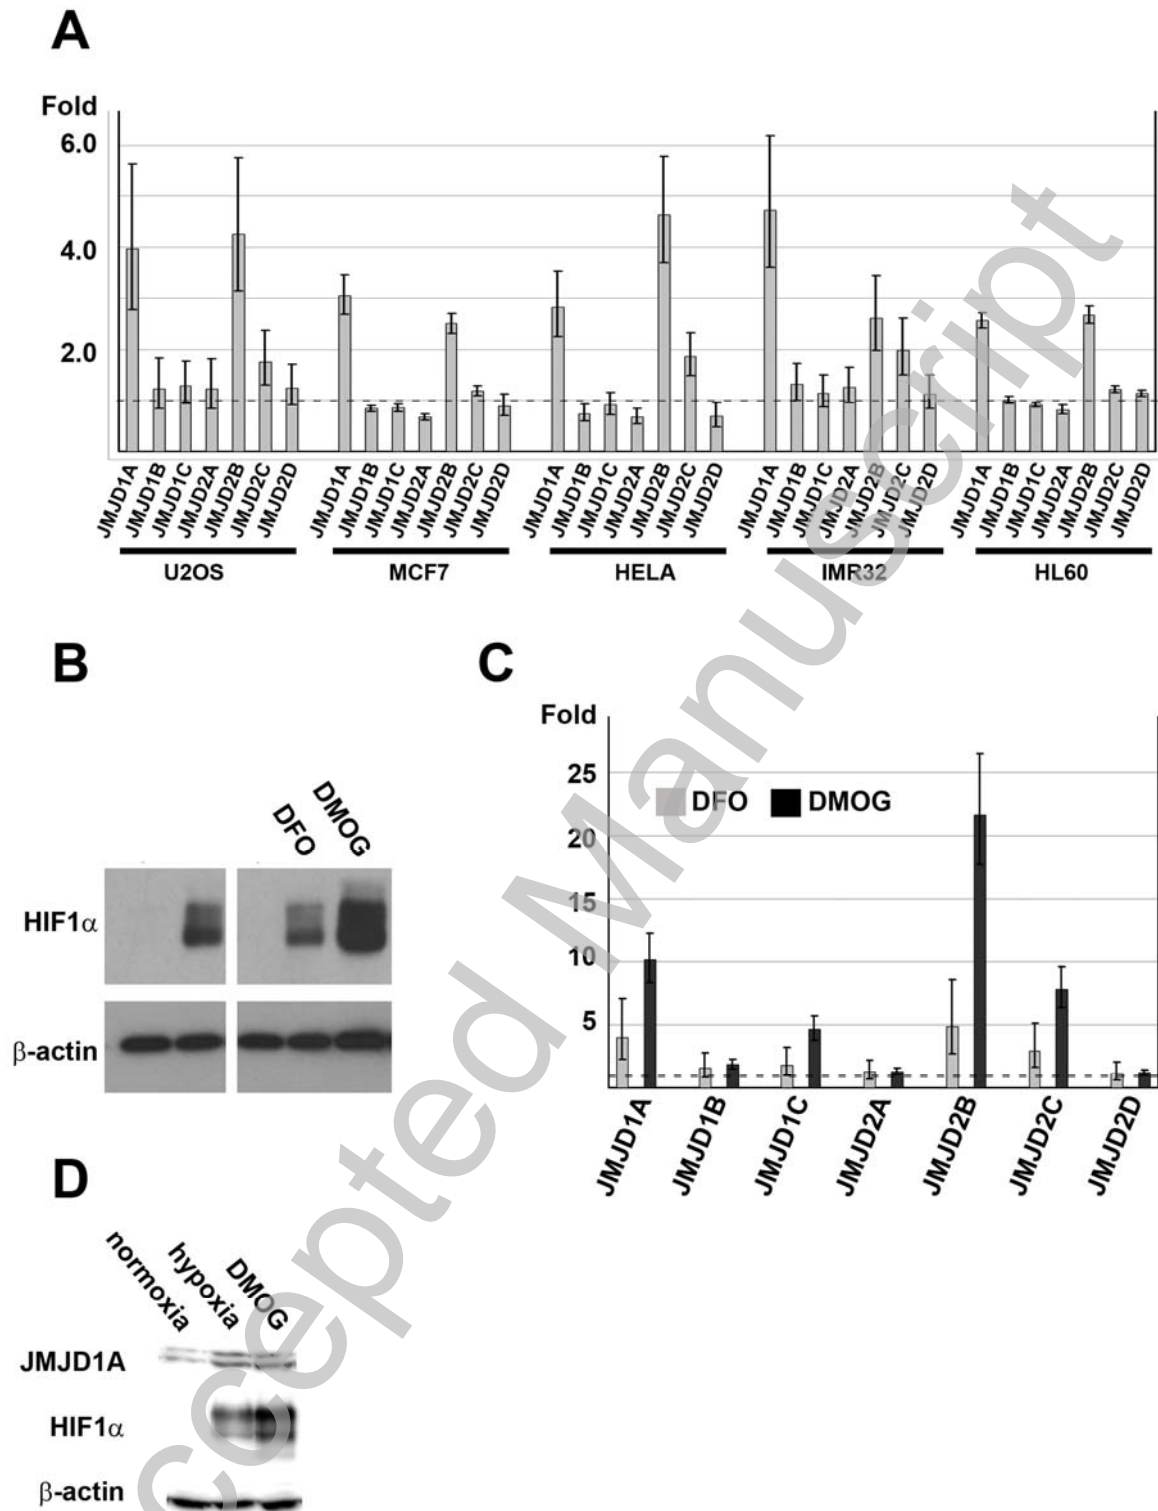 A
Fold
6.0
4.0
2.0
JMJD1A JMJD1B JMJD1C JMJD2A JMJD2B JMJD2C JMJD2D JMJD1A JMJD1B JMJD1C JMJD2A JMJD2B JMJD2C JMJD2D JMJD1A JMJD1B JMJD1C JMJD2A JMJD2B JMJD2C JMJD2D JMJD1A JMJD1B JMJD1C JMJD2A JMJD2B JMJD2C JMJD2D JMJD1A JMJD1B JMJD1C JMJD2A JMJD2B JMJD2C JMJD2D
U2OS MCF7 HELA IMR32 HL60
B
DFO DMOG
HIF1α
β-actin
C
Fold
25
20
15
10
5
DFO DMOG
JMJD1A JMJD1B JMJD1C JMJD2A JMJD2B JMJD2C JMJD2D
D
normoxia hypoxia DMOG
JMJD1A
HIF1α
β-actin
ccepted Manuscript